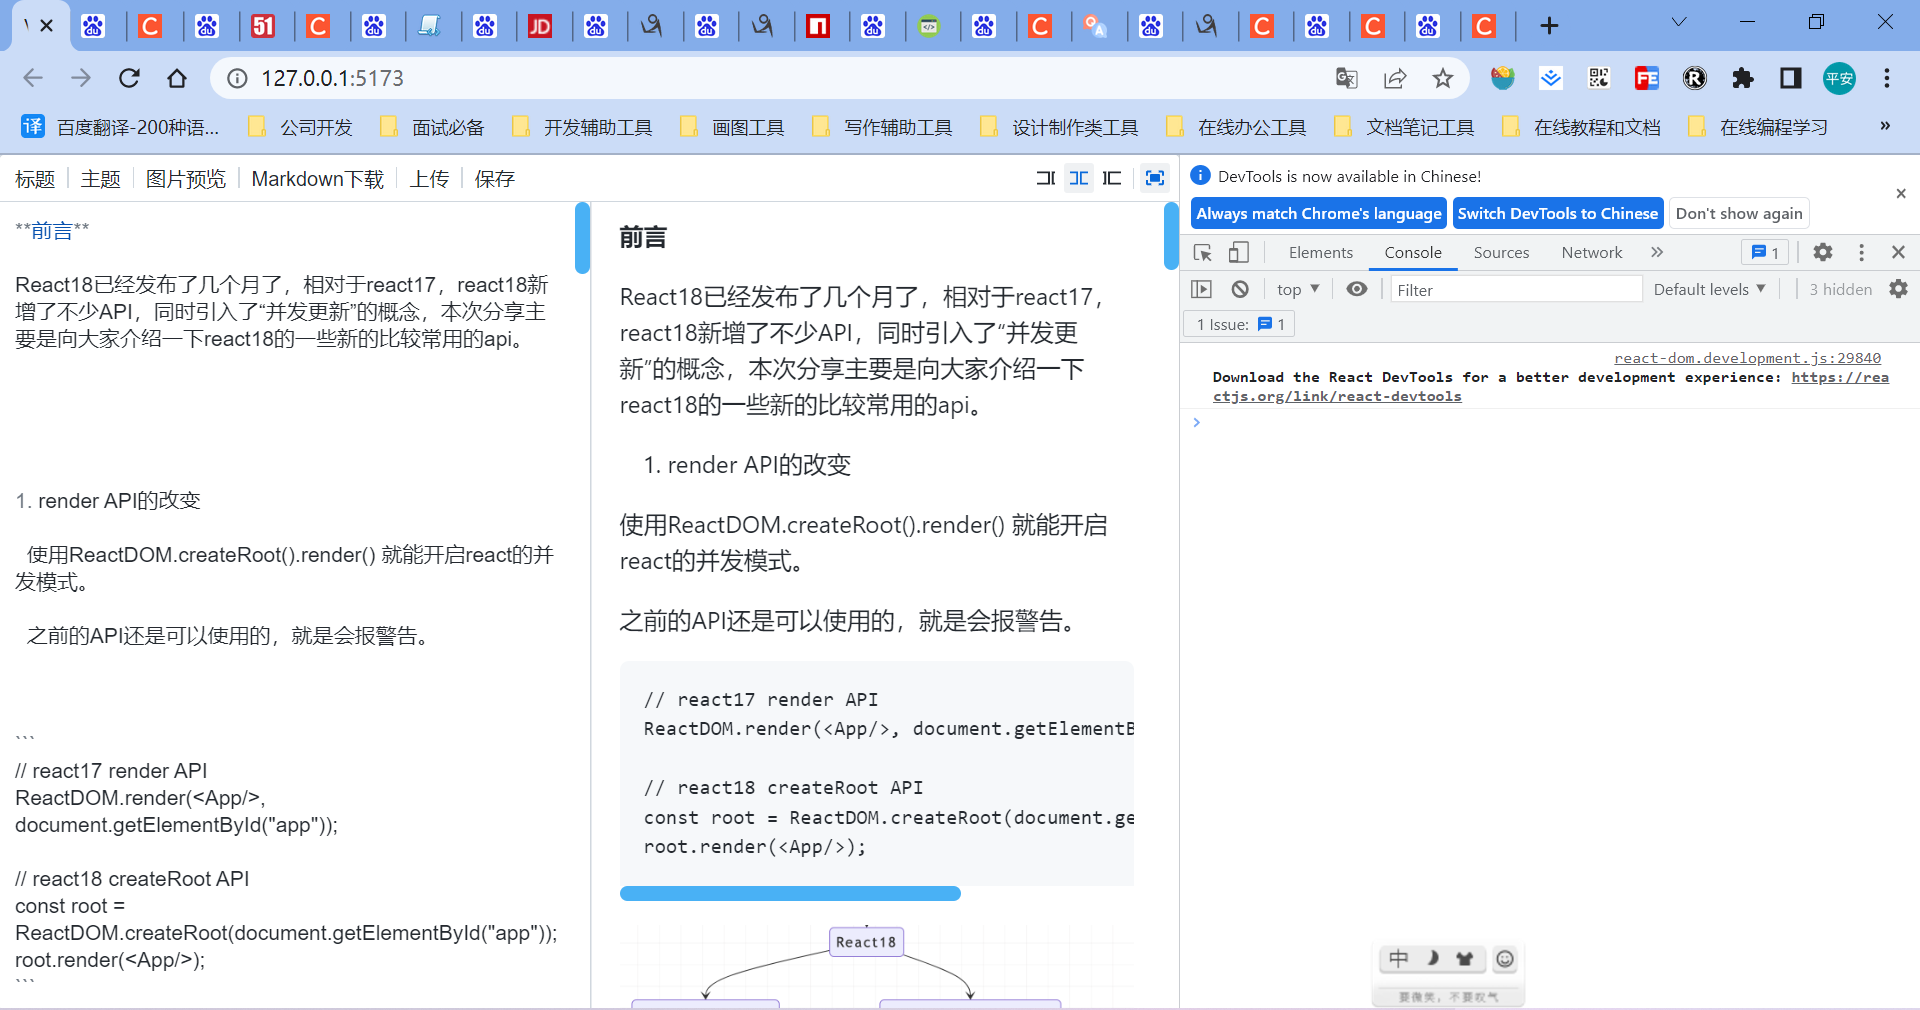 51
JD
127.0.0.1:5173
平安
译 百度翻译-200种语...
公司开发
面试必备
开发辅助工具
画图工具
写作辅助工具
设计制作类工具
在线办公工具
文档笔记工具
在线教程和文档
在线编程学习
»
标题 主题 图片预览 Markdown下载 上传 保存
**前言**
React18已经发布了几个月了，相对于react17，react18新
增了不少API，同时引入了“并发更新”的概念，本次分享主
要是向大家介绍一下react18的一些新的比较常用的api。
1. render API的改变
使用ReactDOM.createRoot().render() 就能开启react的并
发模式。
之前的API还是可以使用的，就是会报警告。
```
// react17 render API
ReactDOM.render(<App/>,
document.getElementById("app"));
// react18 createRoot API
const root =
ReactDOM.createRoot(document.getElementById("app"));
root.render(<App/>);
```
前言
React18已经发布了几个月了，相对于react17，
react18新增了不少API，同时引入了“并发更
新”的概念，本次分享主要是向大家介绍一下
react18的一些新的比较常用的api。
1. render API的改变
使用ReactDOM.createRoot().render() 就能开启
react的并发模式。
之前的API还是可以使用的，就是会报警告。
// react17 render API
ReactDOM.render(<App/>, document.getElementB
// react18 createRoot API
const root = ReactDOM.createRoot(document.ge
root.render(<App/>);
React18
DevTools is now available in Chinese!
Always match Chrome's language Switch DevTools to Chinese Don't show again
Elements Console Sources Network » 1
top Filter Default levels 3 hidden
1 Issue: 1
react-dom.development.js:29840
Download the React DevTools for a better development experience: https://rea
ctjs.org/link/react-devtools
中
要微笑，不要叹气